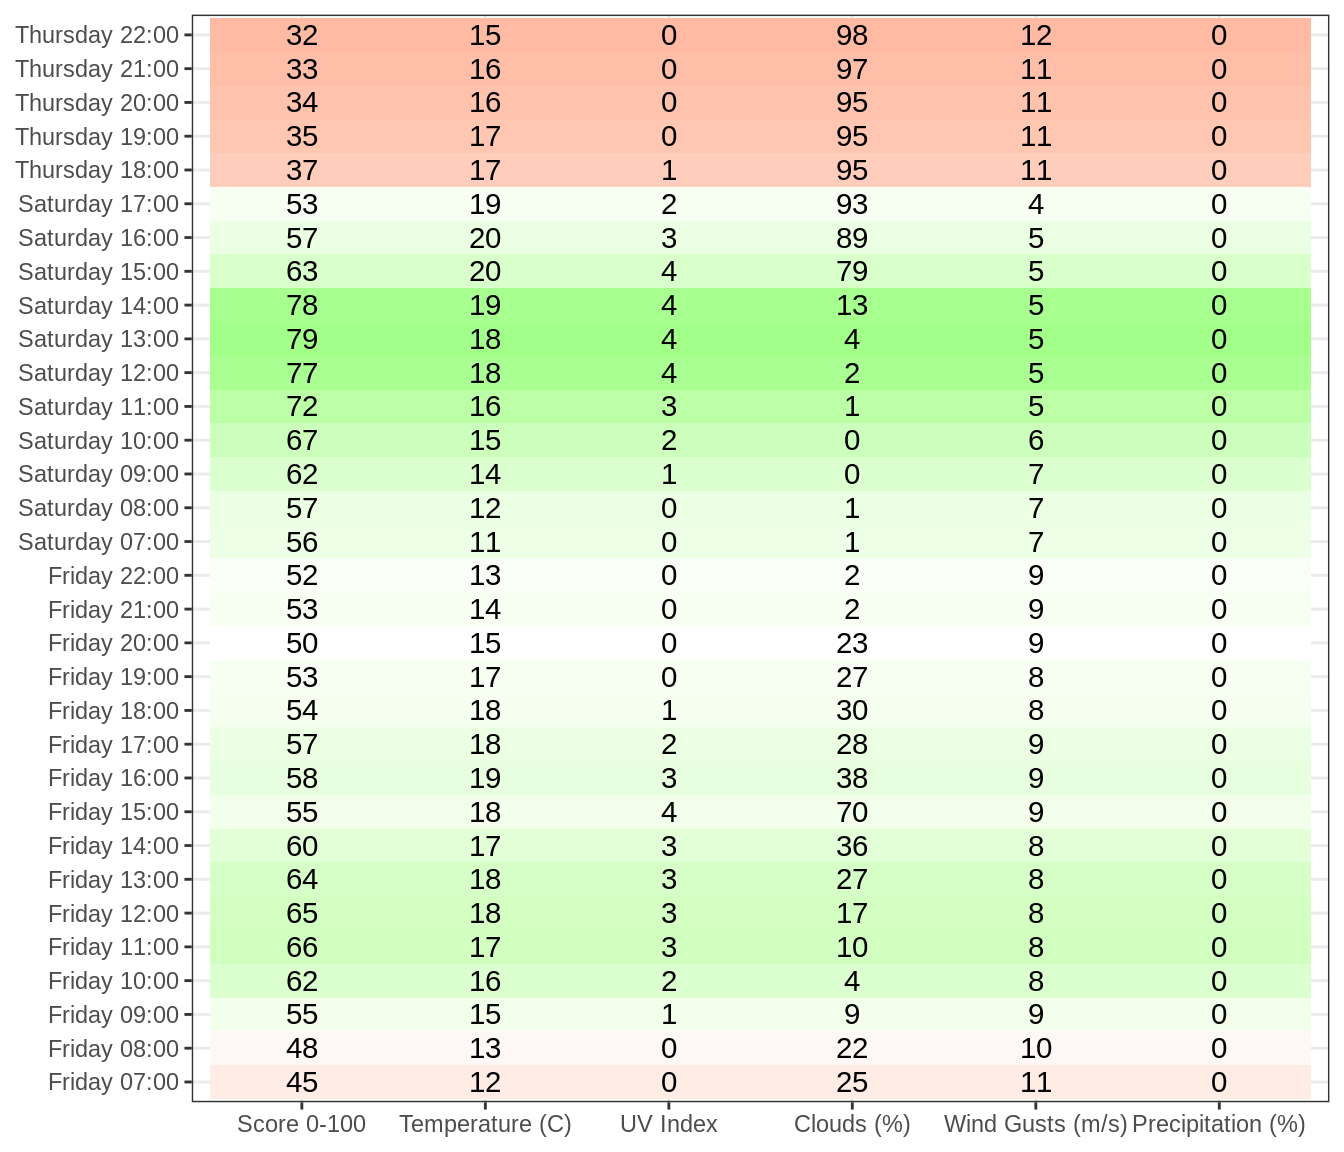 Thursday 22:00 32 15 0 98 12 0
Thursday 21:00 33 16 0 97 11 0
Thursday 20:00 34 16 0 95 11 0
Thursday 19:00 35 17 0 95 11 0
Thursday 18:00 37 17 1 95 11 0
Saturday 17:00 53 19 2 93 4 0
Saturday 16:00 57 20 3 89 5 0
Saturday 15:00 63 20 4 79 5 0
Saturday 14:00 78 19 4 13 5 0
Saturday 13:00 79 18 4 4 5 0
Saturday 12:00 77 18 4 2 5 0
Saturday 11:00 72 16 3 1 5 0
Saturday 10:00 67 15 2 0 6 0
Saturday 09:00 62 14 1 0 7 0
Saturday 08:00 57 12 0 1 7 0
Saturday 07:00 56 11 0 1 7 0
Friday 22:00 52 13 0 2 9 0
Friday 21:00 53 14 0 2 9 0
Friday 20:00 50 15 0 23 9 0
Friday 19:00 53 17 0 27 8 0
Friday 18:00 54 18 1 30 8 0
Friday 17:00 57 18 2 28 9 0
Friday 16:00 58 19 3 38 9 0
Friday 15:00 55 18 4 70 9 0
Friday 14:00 60 17 3 36 8 0
Friday 13:00 64 18 3 27 8 0
Friday 12:00 65 18 3 17 8 0
Friday 11:00 66 17 3 10 8 0
Friday 10:00 62 16 2 4 8 0
Friday 09:00 55 15 1 9 9 0
Friday 08:00 48 13 0 22 10 0
Friday 07:00 45 12 0 25 11 0
Score 0-100 Temperature (C) UV Index Clouds (%) Wind Gusts (m/s) Precipitation (%)